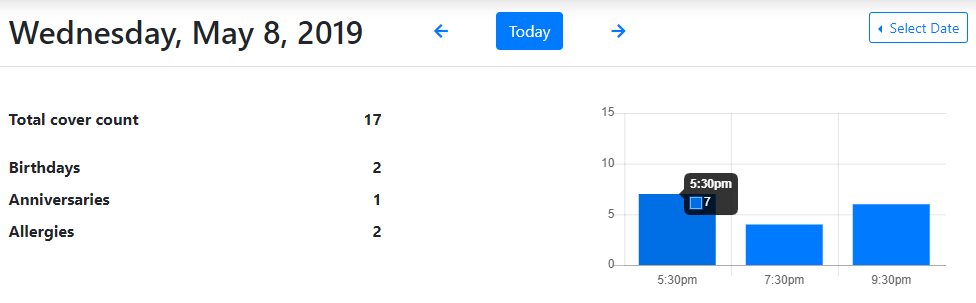 Wednesday, May 8, 2019
Today
Select Date
Total cover count 17
Birthdays 2
Anniversaries 1
Allergies 2
15
10
5
0
5:30pm
7
5:30pm 7:30pm 9:30pm